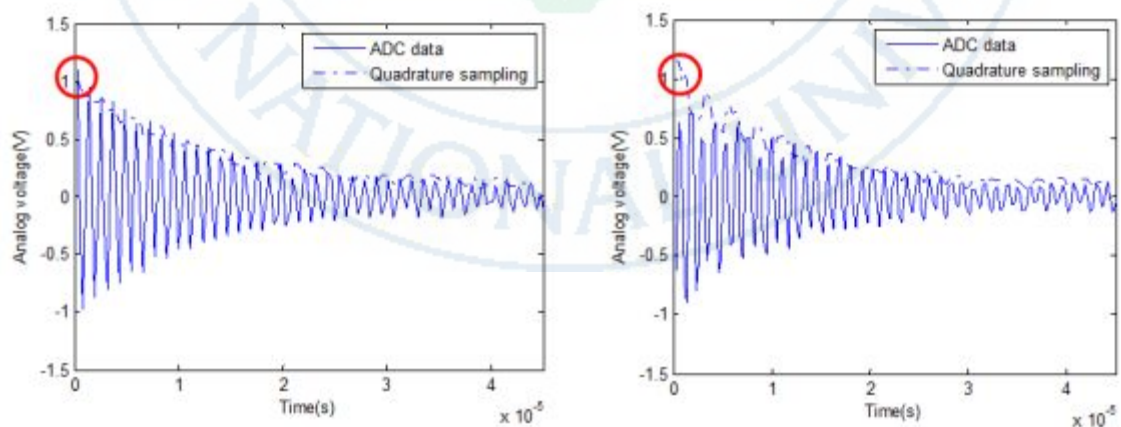 1.5
1
0.5
0
-0.5
-1
-1.5
Analog voltage(V)
ADC data
Quadrature sampling
0
1
2
3
4
Time(s)
x 10^-5
1.5
1
0.5
0
-0.5
-1
-1.5
Analog voltage(V)
ADC data
Quadrature sampling
0
1
2
3
4
Time(s)
x 10^-5
NATIONAL UNI